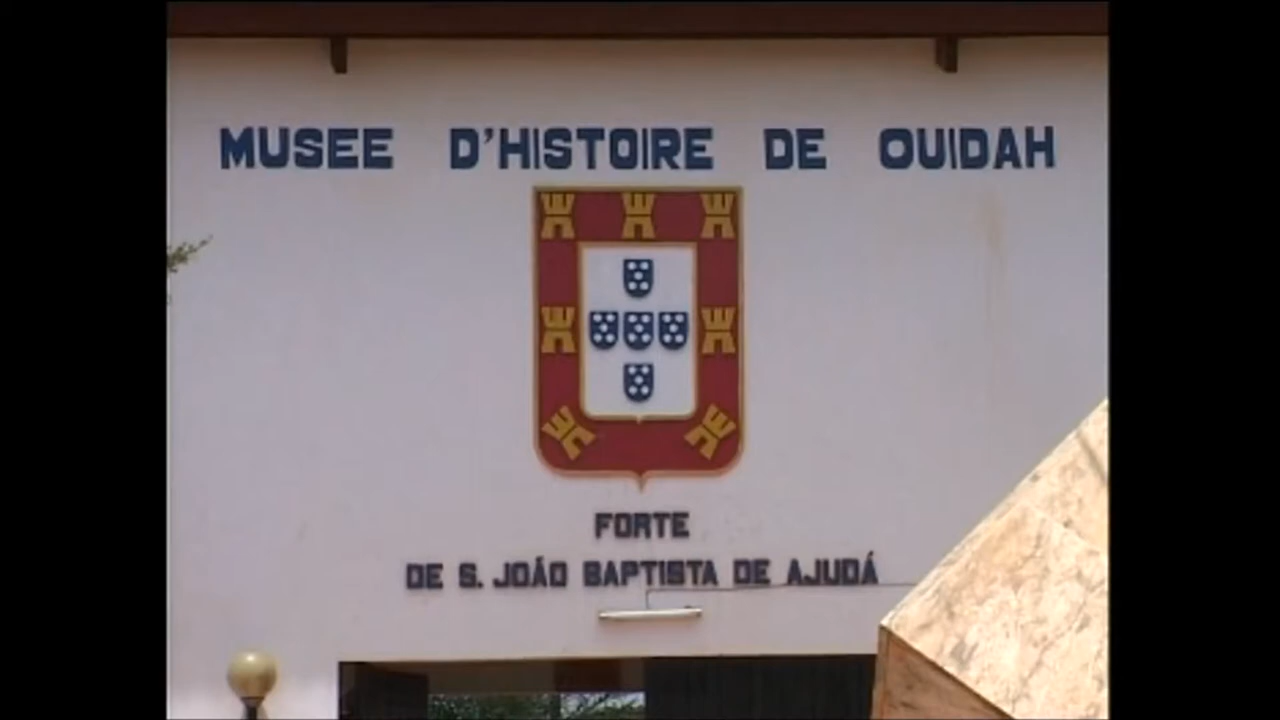 MUSEE D'HISTOIRE DE OUIDAH
FORTE
DE S. JOÃO BAPTISTA DE AJUDÁ